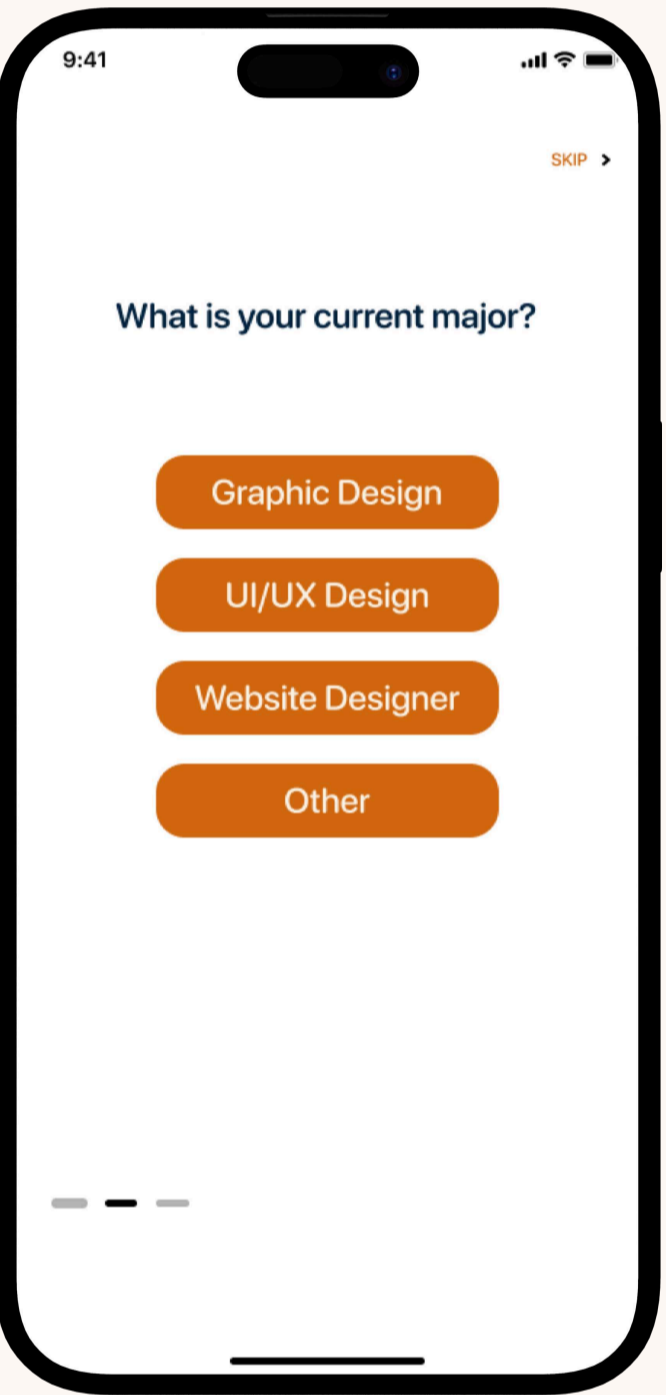 9:41
SKIP
What is your current major?
Graphic Design
UI/UX Design
Website Designer
Other